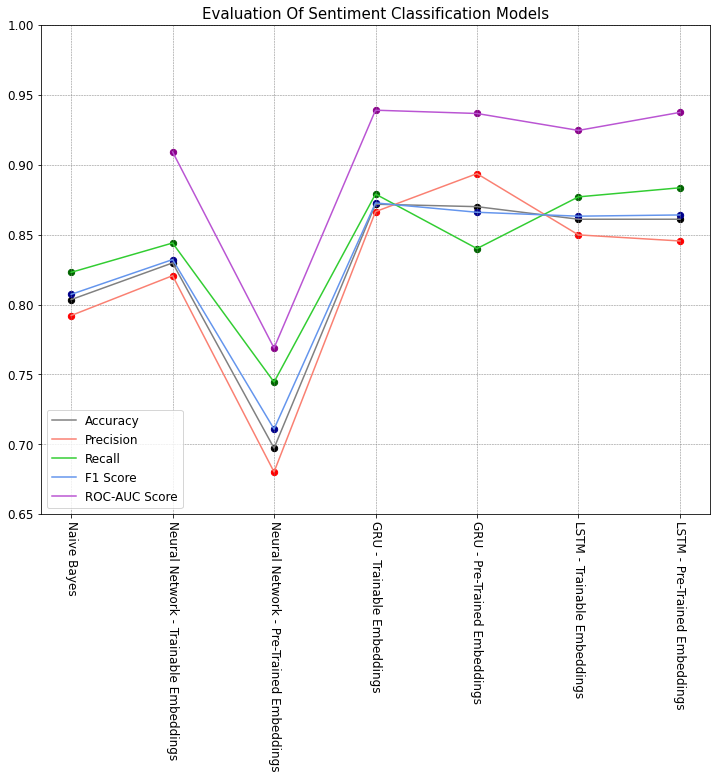 Evaluation Of Sentiment Classification Models
1.00
0.95
0.90
0.85
0.80
0.75
0.70
0.65
Accuracy
Precision
Recall
F1 Score
ROC-AUC Score
Naive Bayes
Neural Network - Trainable Embeddings
Neural Network - Pre-Trained Embeddings
GRU - Trainable Embeddings
GRU - Pre-Trained Embeddings
LSTM - Trainable Embeddings
LSTM - Pre-Trained Embeddings